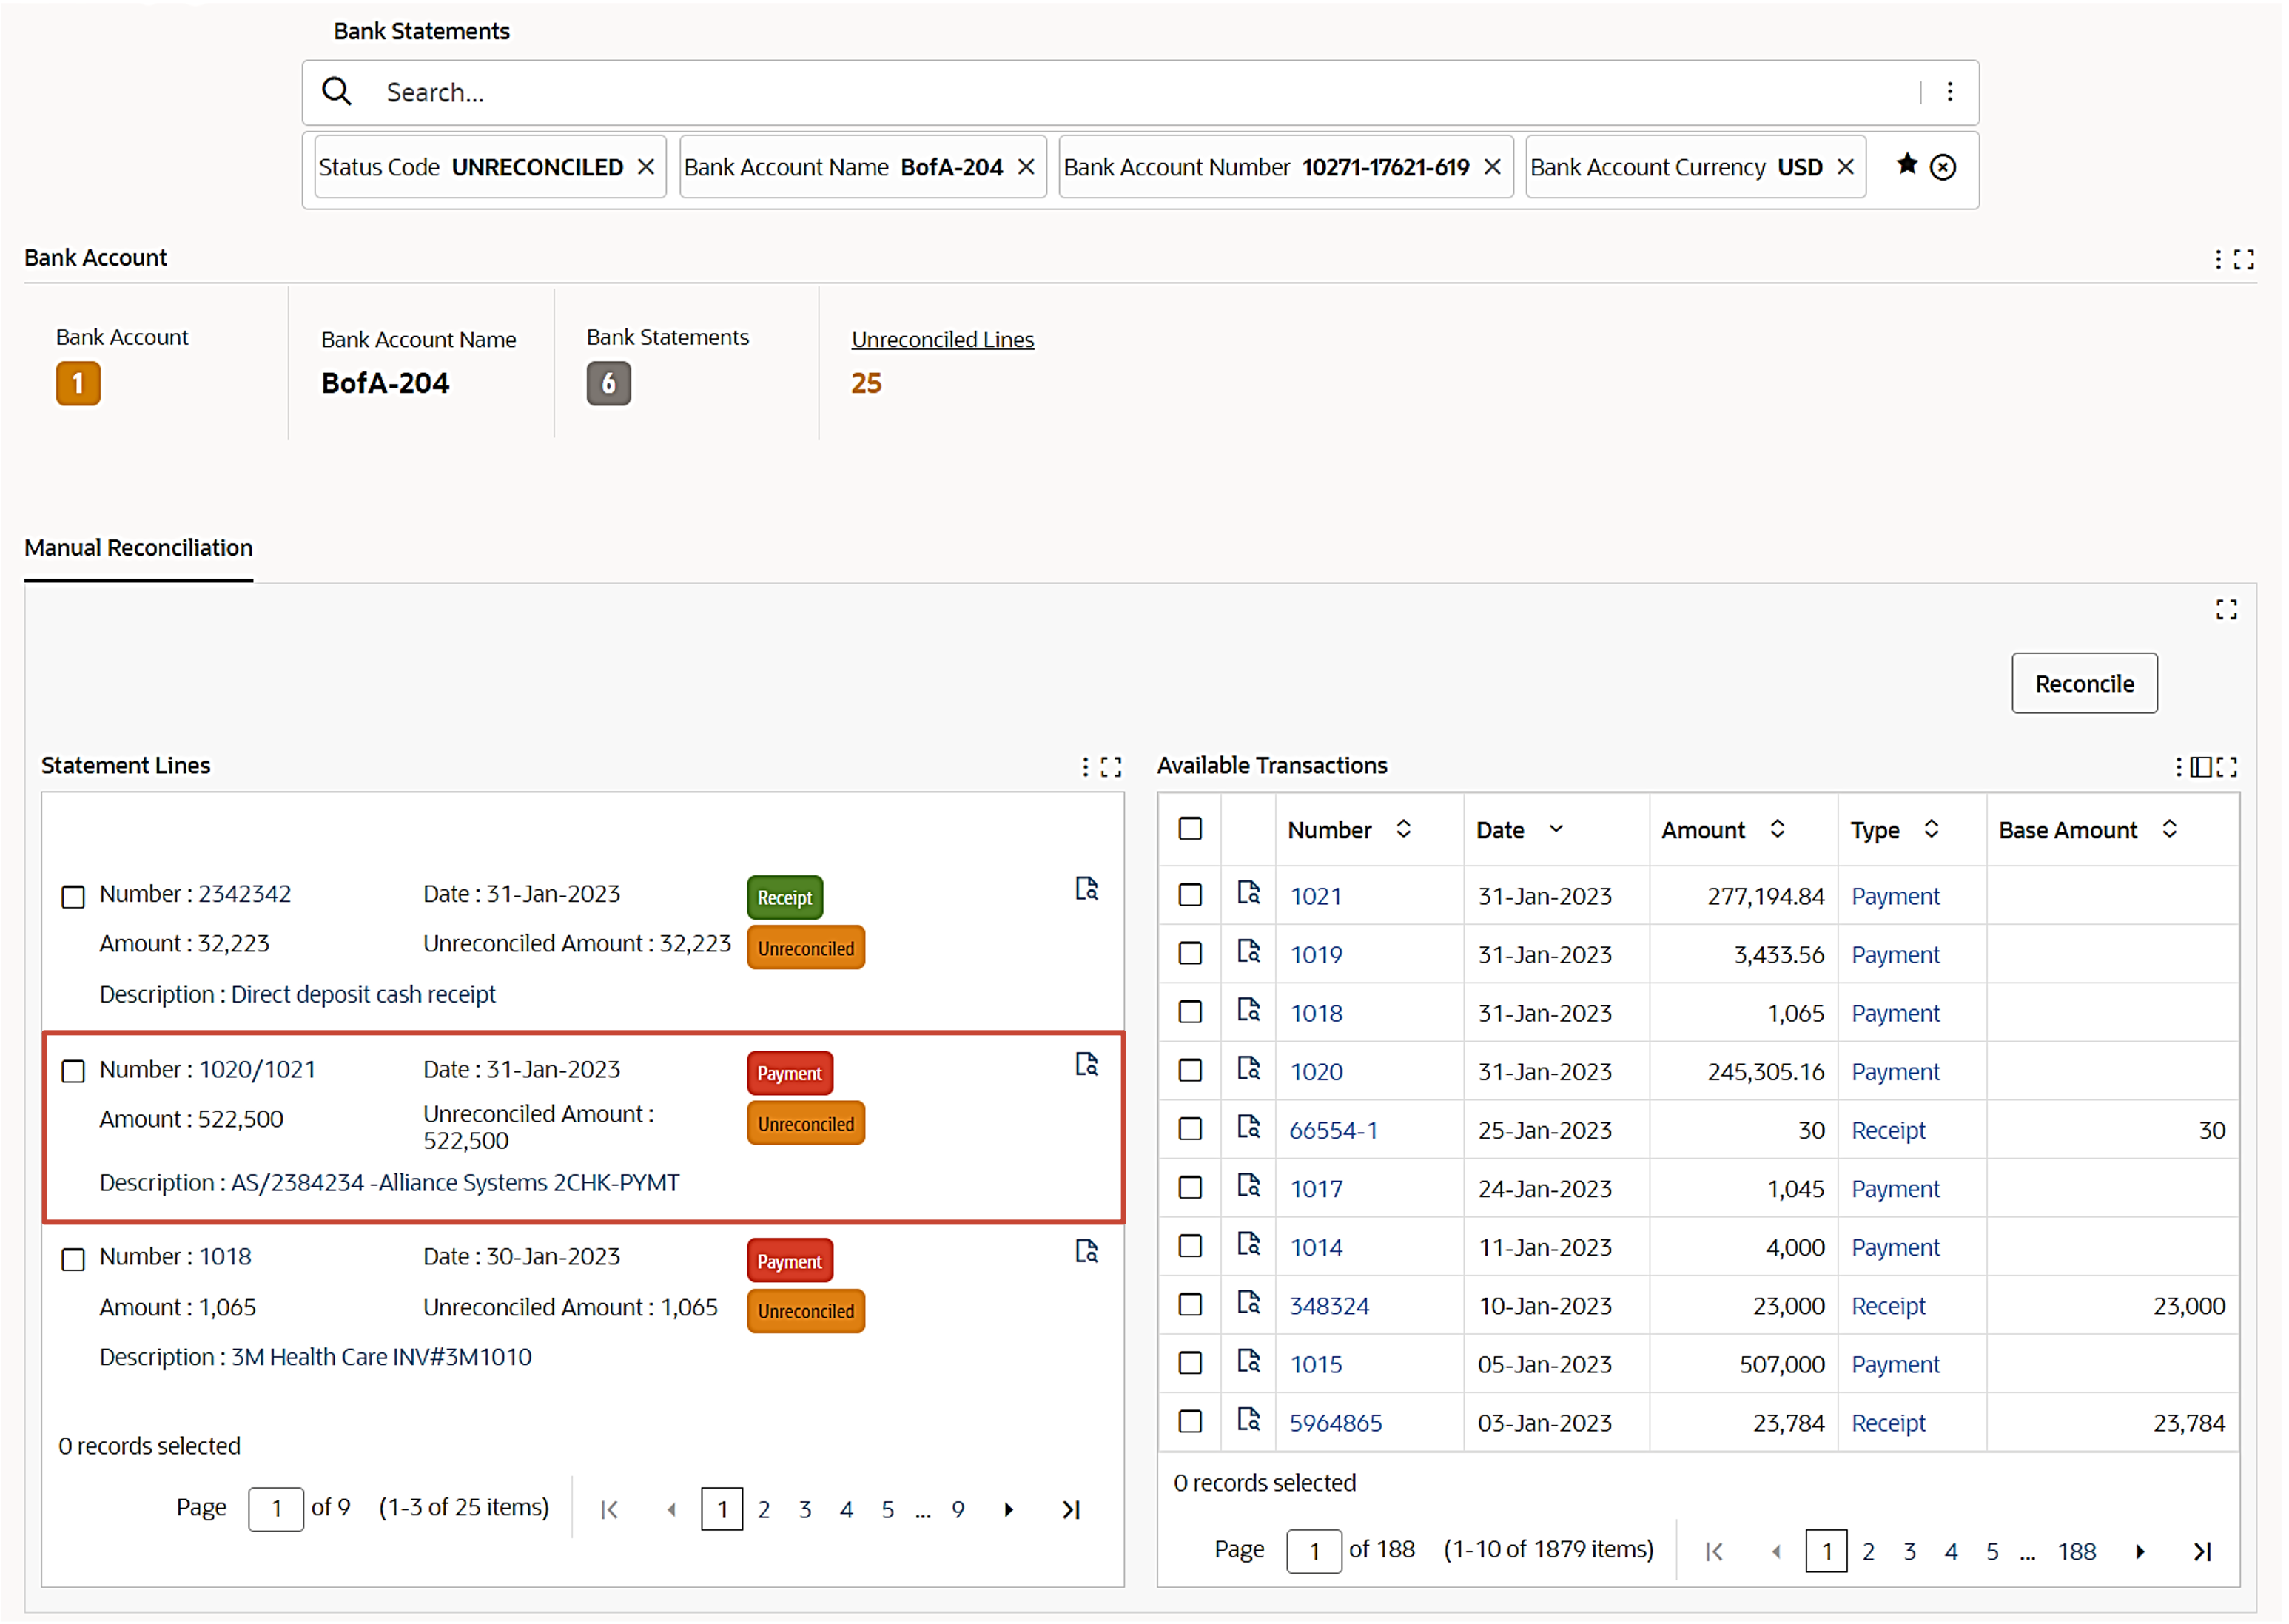 Bank Statements
Search...
Status Code UNRECONCILED Bank Account Name BofA-204 Bank Account Number 10271-17621-619 Bank Account Currency USD
Bank Account
Bank Account
1
Bank Account Name
BofA-204
Bank Statements
6
Unreconciled Lines
25
Manual Reconciliation
Reconcile
Statement Lines
Number : 2342342 Date : 31-Jan-2023 Receipt
Amount : 32,223 Unreconciled Amount : 32,223 Unreconciled
Description : Direct deposit cash receipt
Number : 1020/1021 Date : 31-Jan-2023 Payment
Amount : 522,500 Unreconciled Amount : 522,500 Unreconciled
Description : AS/2384234 -Alliance Systems 2CHK-PYMT
Number : 1018 Date : 30-Jan-2023 Payment
Amount : 1,065 Unreconciled Amount : 1,065 Unreconciled
Description : 3M Health Care INV#3M1010
0 records selected
Page 1 of 9 (1-3 of 25 items) 1 2 3 4 5 ... 9
Available Transactions
Number Date Amount Type Base Amount
1021 31-Jan-2023 277,194.84 Payment
1019 31-Jan-2023 3,433.56 Payment
1018 31-Jan-2023 1,065 Payment
1020 31-Jan-2023 245,305.16 Payment
66554-1 25-Jan-2023 30 Receipt 30
1017 24-Jan-2023 1,045 Payment
1014 11-Jan-2023 4,000 Payment
348324 10-Jan-2023 23,000 Receipt 23,000
1015 05-Jan-2023 507,000 Payment
5964865 03-Jan-2023 23,784 Receipt 23,784
0 records selected
Page 1 of 188 (1-10 of 1879 items) 1 2 3 4 5 ... 188